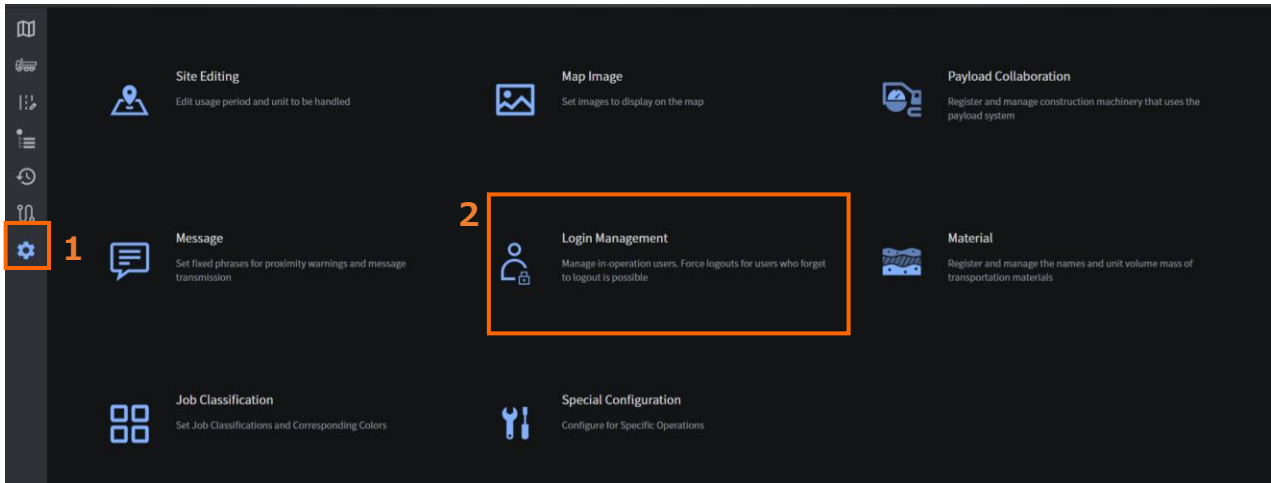 Site Editing
Edit usage period and unit to be handled
Map Image
Set images to display on the map
Payload Collaboration
Register and manage construction machinery that uses the
payload system
1
Message
Set fixed phrases for proximity warnings and message
transmission
2
Login Management
Manage in-operation users. Force logouts for users who forget
to logout is possible
Material
Register and manage the names and unit volume mass of
transportation materials
Job Classification
Set Job Classifications and Corresponding Colors
Special Configuration
Configure for Specific Operations